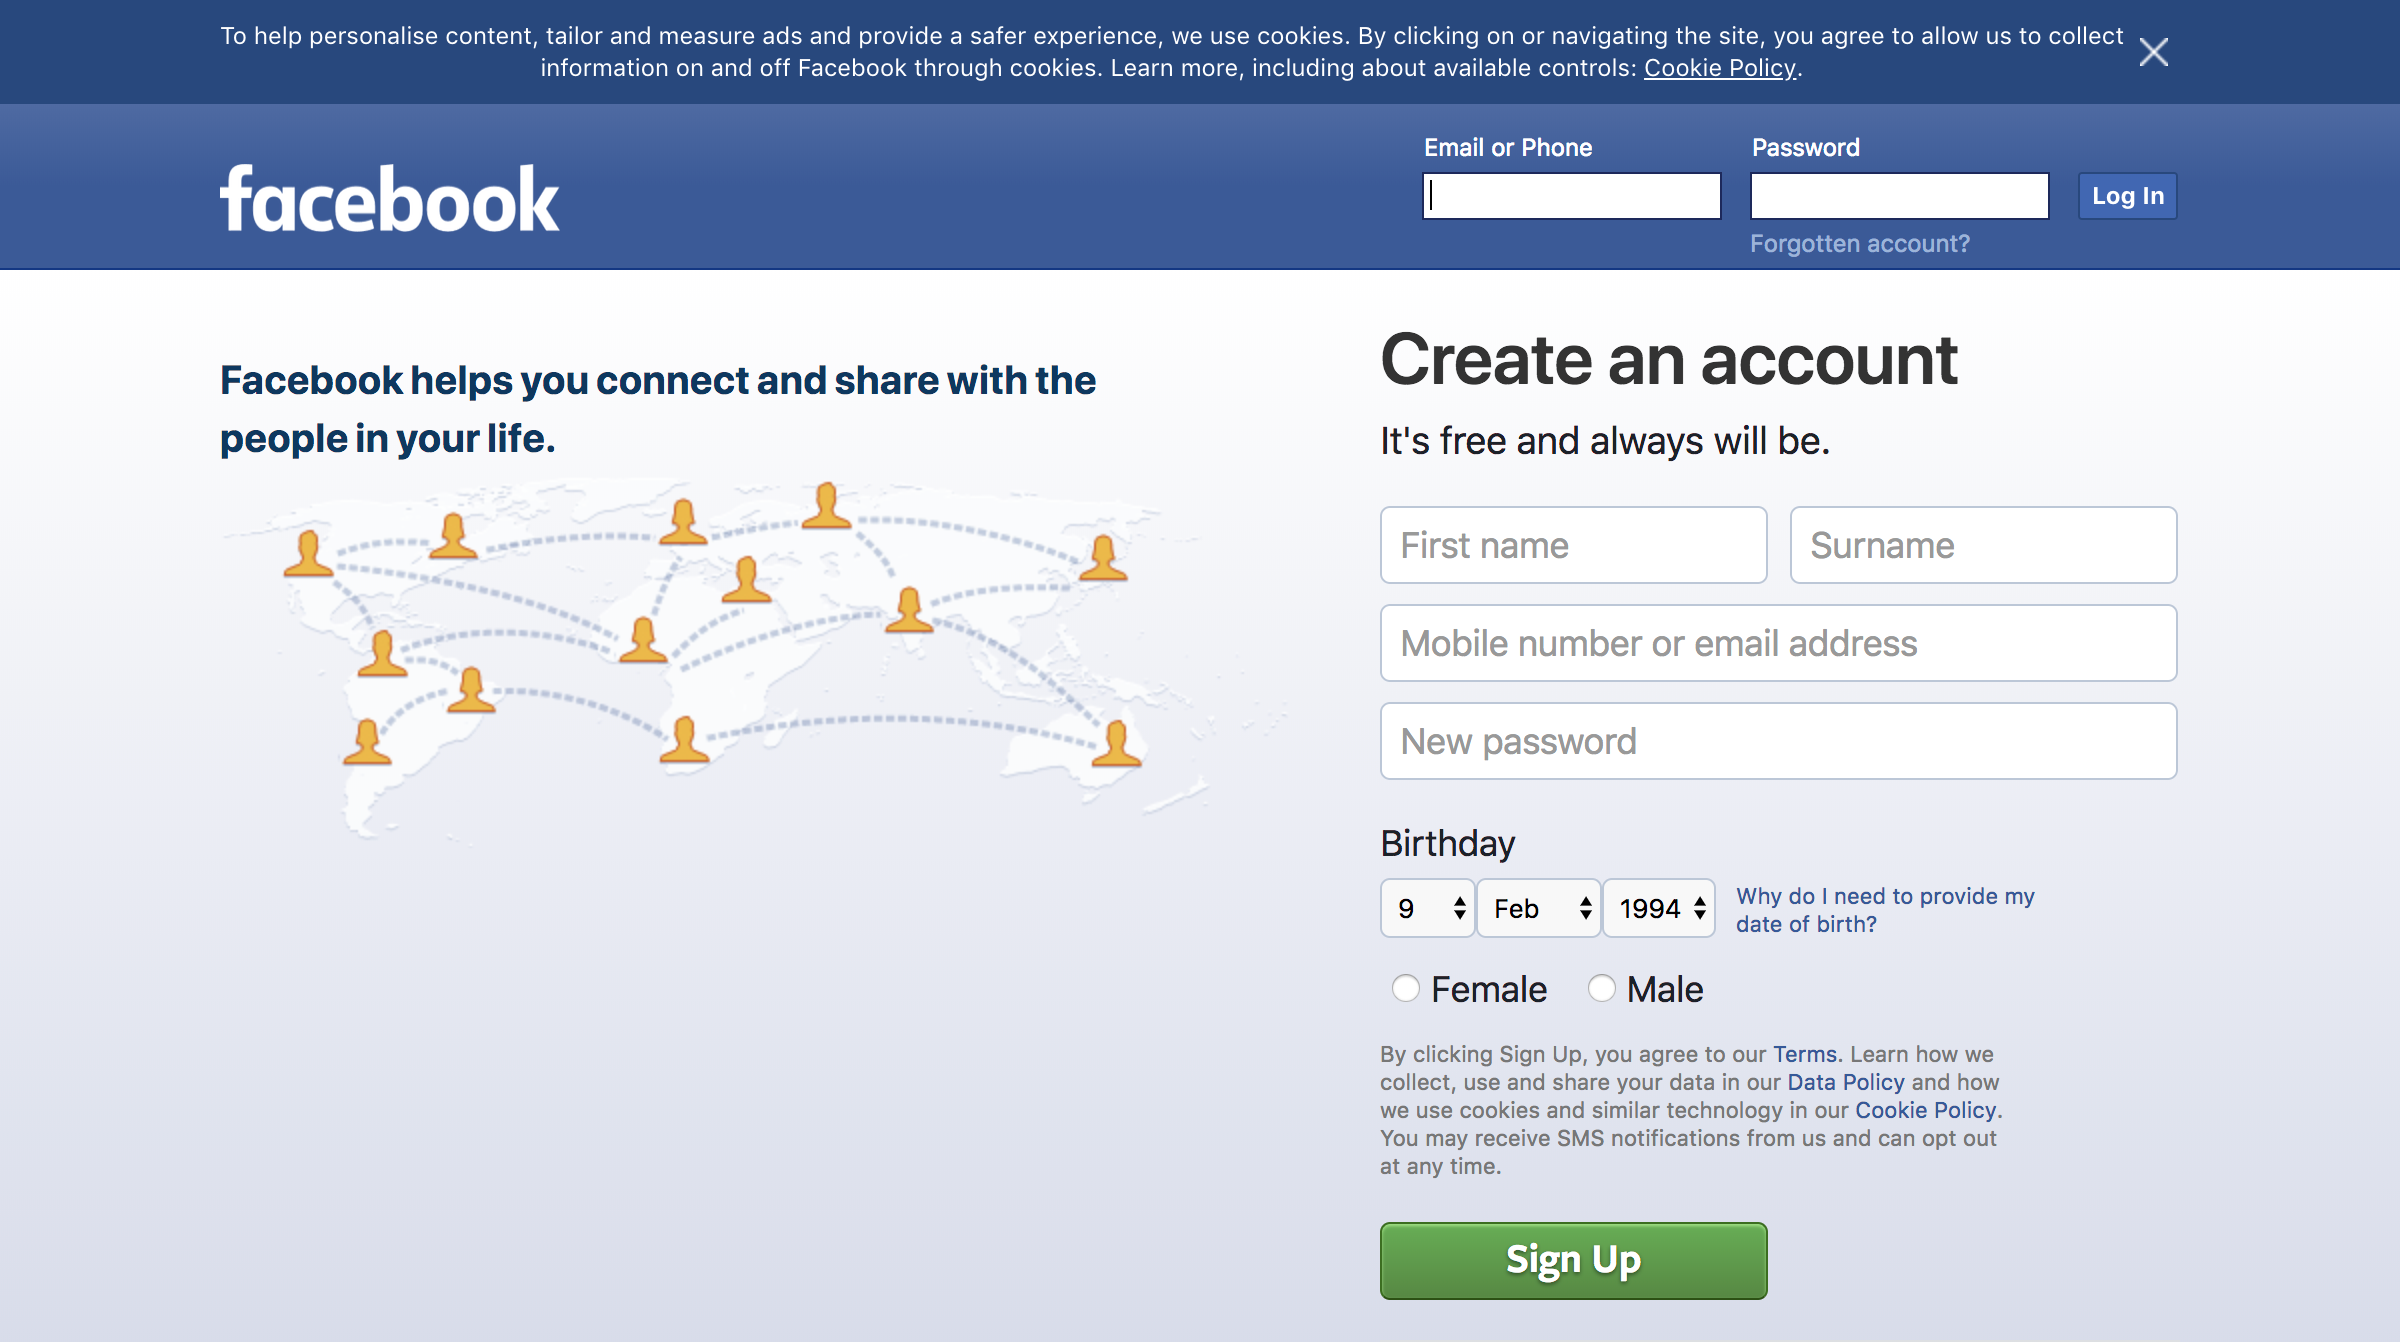 To help personalise content, tailor and measure ads and provide a safer experience, we use cookies. By clicking on or navigating the site, you agree to allow us to collect
information on and off Facebook through cookies. Learn more, including about available controls: Cookie Policy.
facebook
Email or Phone
Password
Log In
Forgotten account?
Facebook helps you connect and share with the
people in your life.
Create an account
It's free and always will be.
First name
Surname
Mobile number or email address
New password
Birthday
9
Feb
1994
Why do I need to provide my
date of birth?
Female
Male
By clicking Sign Up, you agree to our Terms. Learn how we
collect, use and share your data in our Data Policy and how
we use cookies and similar technology in our Cookie Policy.
You may receive SMS notifications from us and can opt out
at any time.
Sign Up